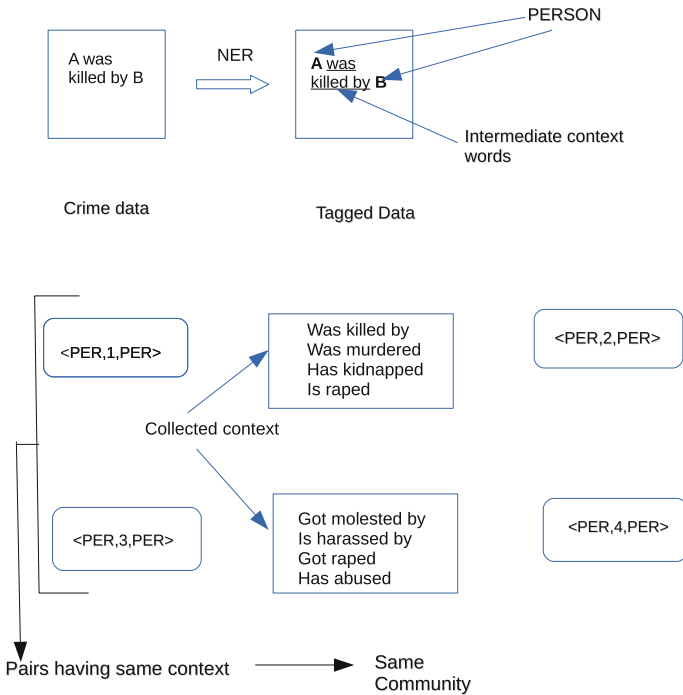 PERSON
NER
A was
killed by B
A was
killed by B
Intermediate context
words
Crime data
Tagged Data
<PER,1,PER>
Was killed by
Was murdered
Has kidnapped
Is raped
<PER,2,PER>
Collected context
<PER,3,PER>
Got molested by
Is harassed by
Got raped
Has abused
<PER,4,PER>
Pairs having same context
Same
Community